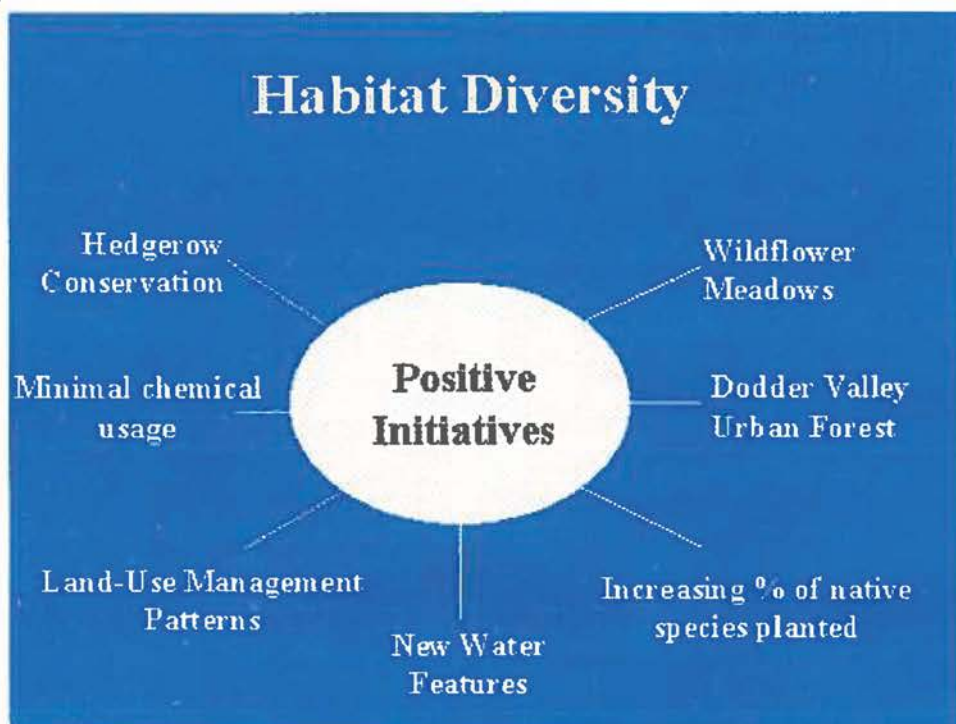 Habitat Diversity
Hedgerow
Conservation
Wildflower
Meadows
Positive
Initiatives
Minimal chemical
usage
Dodder Valley
Urban Forest
Land-Use Management
Patterns
New Water
Features
Increasing % of native
species planted